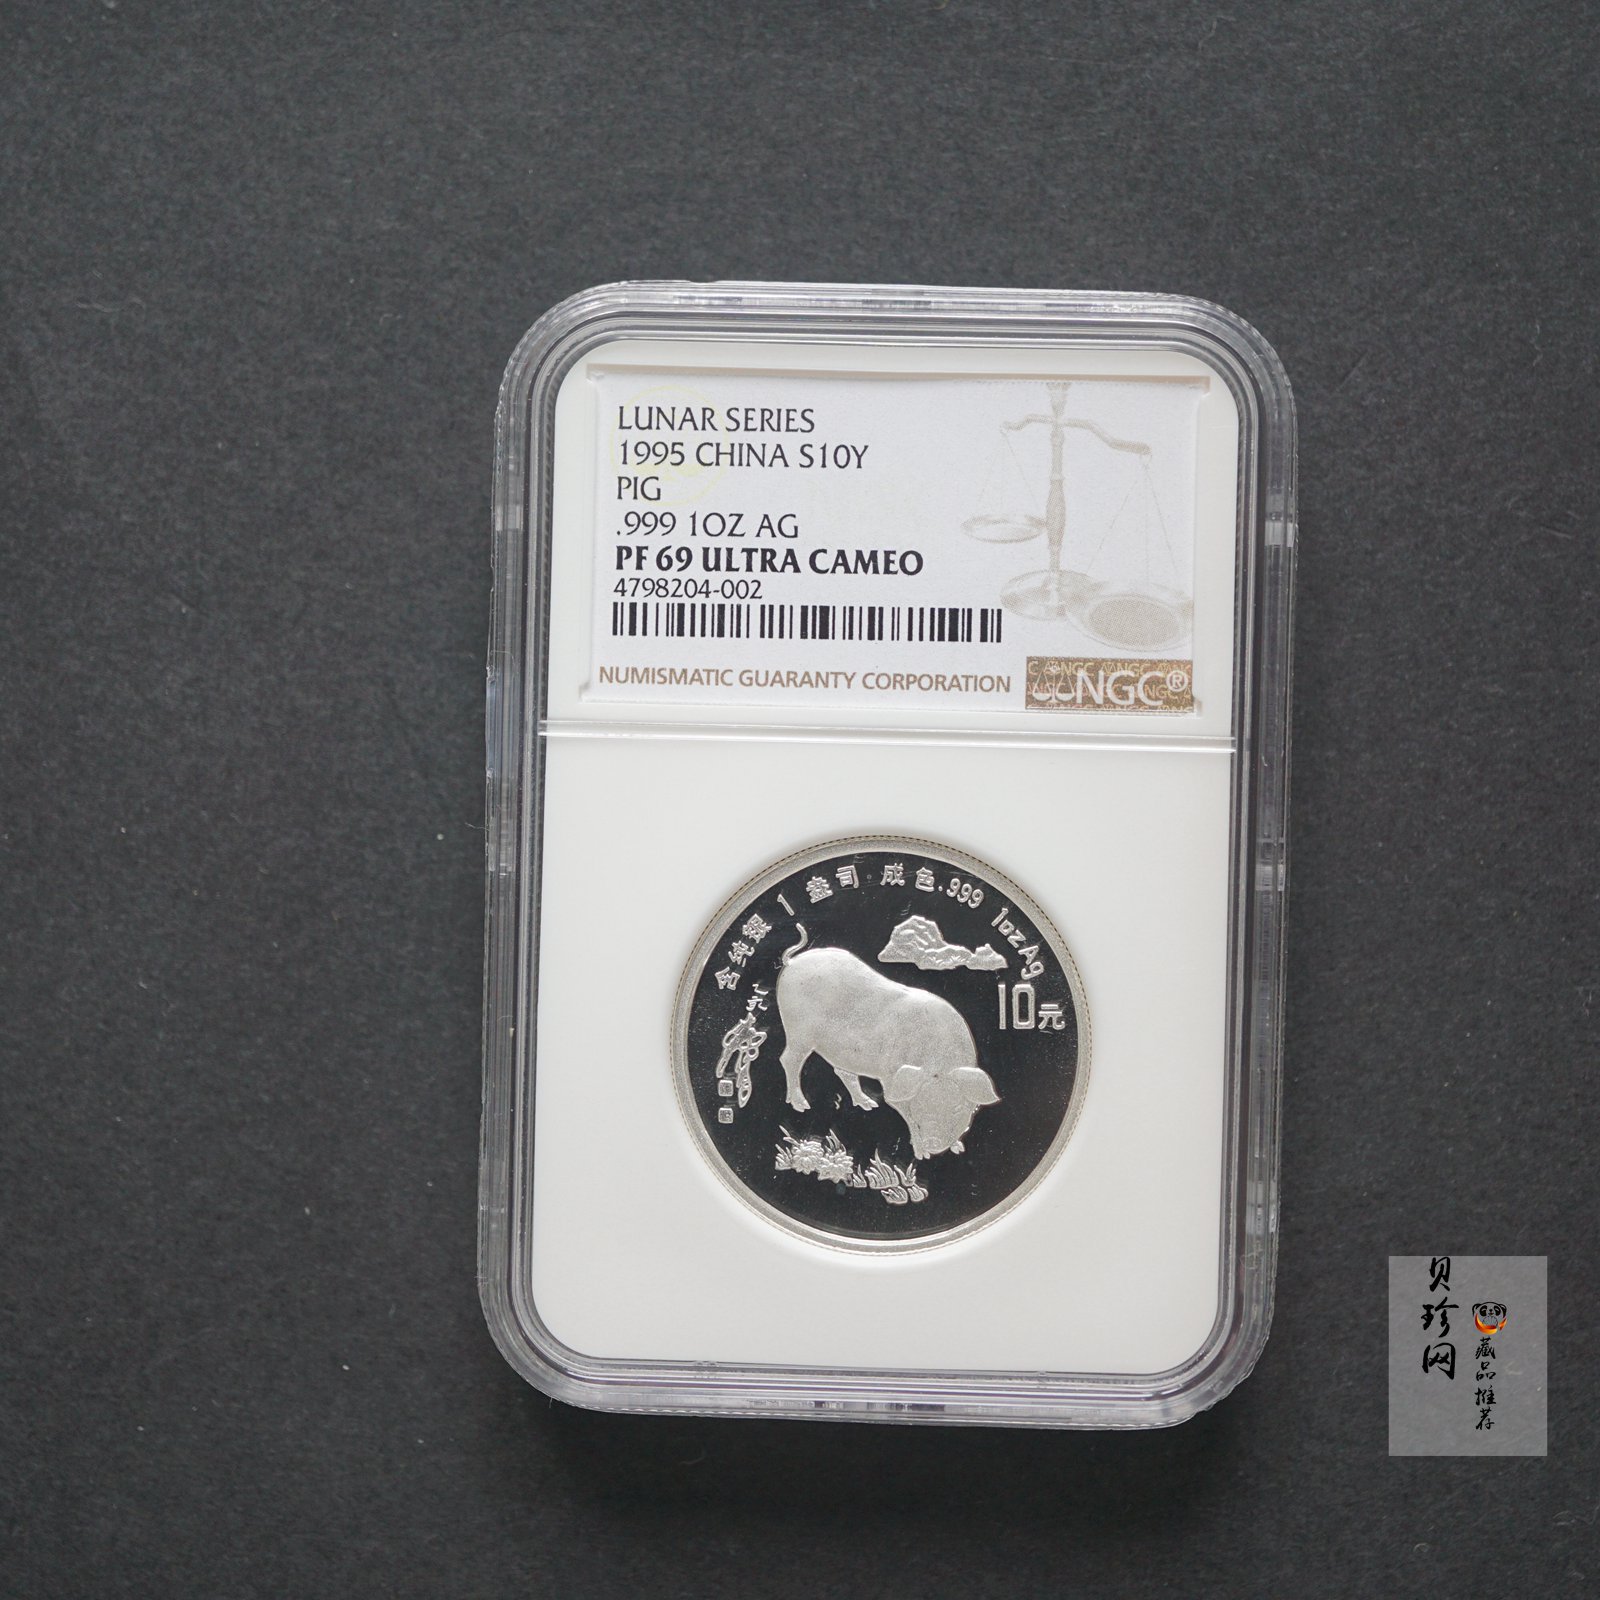 LUNAR SERIES
1995 CHINA S10Y
PIG
.999 1OZ AG
PF 69 ULTRA CAMEO
4798204-002
NUMISMATIC GUARANTY CORPORATION
NGC®
含纯银 1 盎司·成色.999 1ozAg
10元
乙亥
贝珍网
藏品推荐